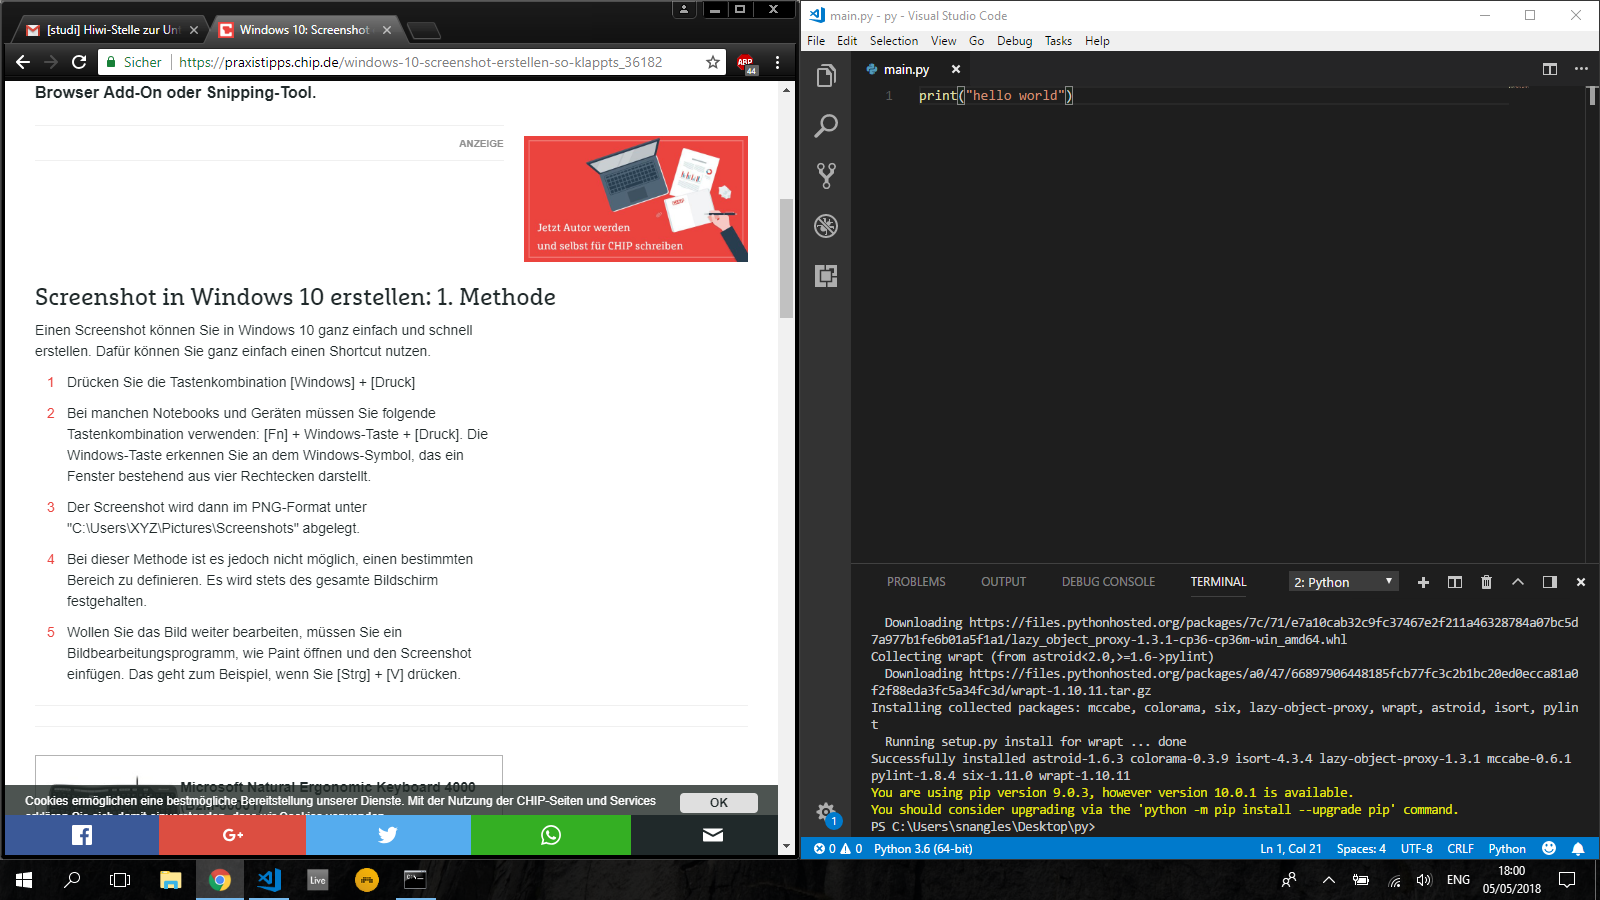 [studi] Hiwi-Stelle zur Unt
Windows 10: Screenshot
Sicher
https://praxistipps.chip.de/windows-10-screenshot-erstellen-so-klappts_36182
ABP
44
Browser Add-On oder Snipping-Tool.
ANZEIGE
Jetzt Autor werden
und selbst für CHIP schreiben
Screenshot in Windows 10 erstellen: 1. Methode
Einen Screenshot können Sie in Windows 10 ganz einfach und schnell
erstellen. Dafür können Sie ganz einfach einen Shortcut nutzen.
1 Drücken Sie die Tastenkombination [Windows] + [Druck]
2 Bei manchen Notebooks und Geräten müssen Sie folgende
Tastenkombination verwenden: [Fn] + Windows-Taste + [Druck]. Die
Windows-Taste erkennen Sie an dem Windows-Symbol, das ein
Fenster bestehend aus vier Rechtecken darstellt.
3 Der Screenshot wird dann im PNG-Format unter
"C:\Users\XYZ\Pictures\Screenshots" abgelegt.
4 Bei dieser Methode ist es jedoch nicht möglich, einen bestimmten
Bereich zu definieren. Es wird stets des gesamte Bildschirm
festgehalten.
5 Wollen Sie das Bild weiter bearbeiten, müssen Sie ein
Bildbearbeitungsprogramm, wie Paint öffnen und den Screenshot
einfügen. Das geht zum Beispiel, wenn Sie [Strg] + [V] drücken.
Microsoft Natural Ergonomic Keyboard 4000
Cookies ermöglichen eine bestmögliche Bereitstellung unserer Dienste. Mit der Nutzung der CHIP-Seiten und Services
OK
main.py - py - Visual Studio Code
File Edit Selection View Go Debug Tasks Help
main.py
1 print("hello world")
PROBLEMS OUTPUT DEBUG CONSOLE TERMINAL 2: Python
Downloading https://files.pythonhosted.org/packages/7c/71/e7a10cab32c9fc37467e2f211a46328784a07bc5d
7a977b1fe6b01a5f1a1/lazy_object_proxy-1.3.1-cp36-cp36m-win_amd64.whl
Collecting wrapt (from astroid<2.0,>=1.6->pylint)
Downloading https://files.pythonhosted.org/packages/a0/47/66897906448185fcb77fc3c2b1bc20ed0ecca81a0
f2f88eda3fc5a34fc3d/wrapt-1.10.11.tar.gz
Installing collected packages: mccabe, colorama, six, lazy-object-proxy, wrapt, astroid, isort, pylin
t
Running setup.py install for wrapt ... done
Successfully installed astroid-1.6.3 colorama-0.3.9 isort-4.3.4 lazy-object-proxy-1.3.1 mccabe-0.6.1
pylint-1.8.4 six-1.11.0 wrapt-1.10.11
You are using pip version 9.0.3, however version 10.0.1 is available.
You should consider upgrading via the 'python -m pip install --upgrade pip' command.
PS C:\Users\snangles\Desktop\py>
1
0 0 Python 3.6 (64-bit) Ln 1, Col 21 Spaces: 4 UTF-8 CRLF Python
Live
ENG
18:00
05/05/2018